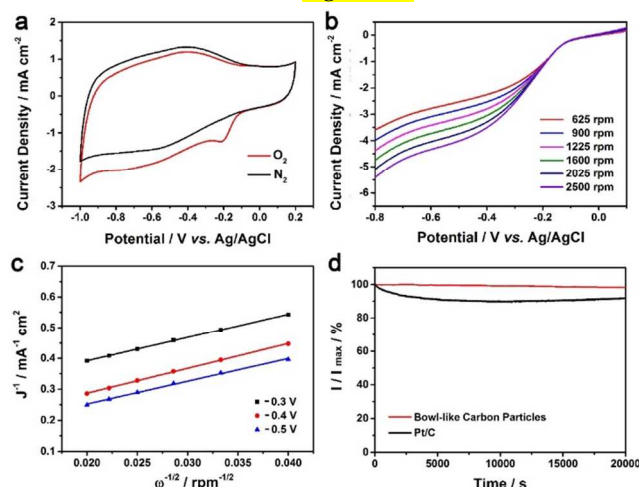 a
Current Density / mA cm⁻²
2
1
0
-1
-2
-3
O₂
N₂
-1.0 -0.8 -0.6 -0.4 -0.2 0.0 0.2
Potential / V vs. Ag/AgCl
b
Current Density / mA cm⁻²
0
-1
-2
-3
-4
-5
-6
625 rpm
900 rpm
1225 rpm
1600 rpm
2025 rpm
2500 rpm
-0.8 -0.6 -0.4 -0.2 0.0
Potential / V vs. Ag/AgCl
c
J⁻¹ / mA⁻¹ cm²
0.7
0.6
0.5
0.4
0.3
0.2
0.1
-0.3 V
-0.4 V
-0.5 V
0.020 0.025 0.030 0.035 0.040
ω⁻¹/² / rpm⁻¹/²
d
I / I max / %
120
100
80
60
40
20
0
Bowl-like Carbon Particles
Pt/C
0 5000 10000 15000 20000
Time / s